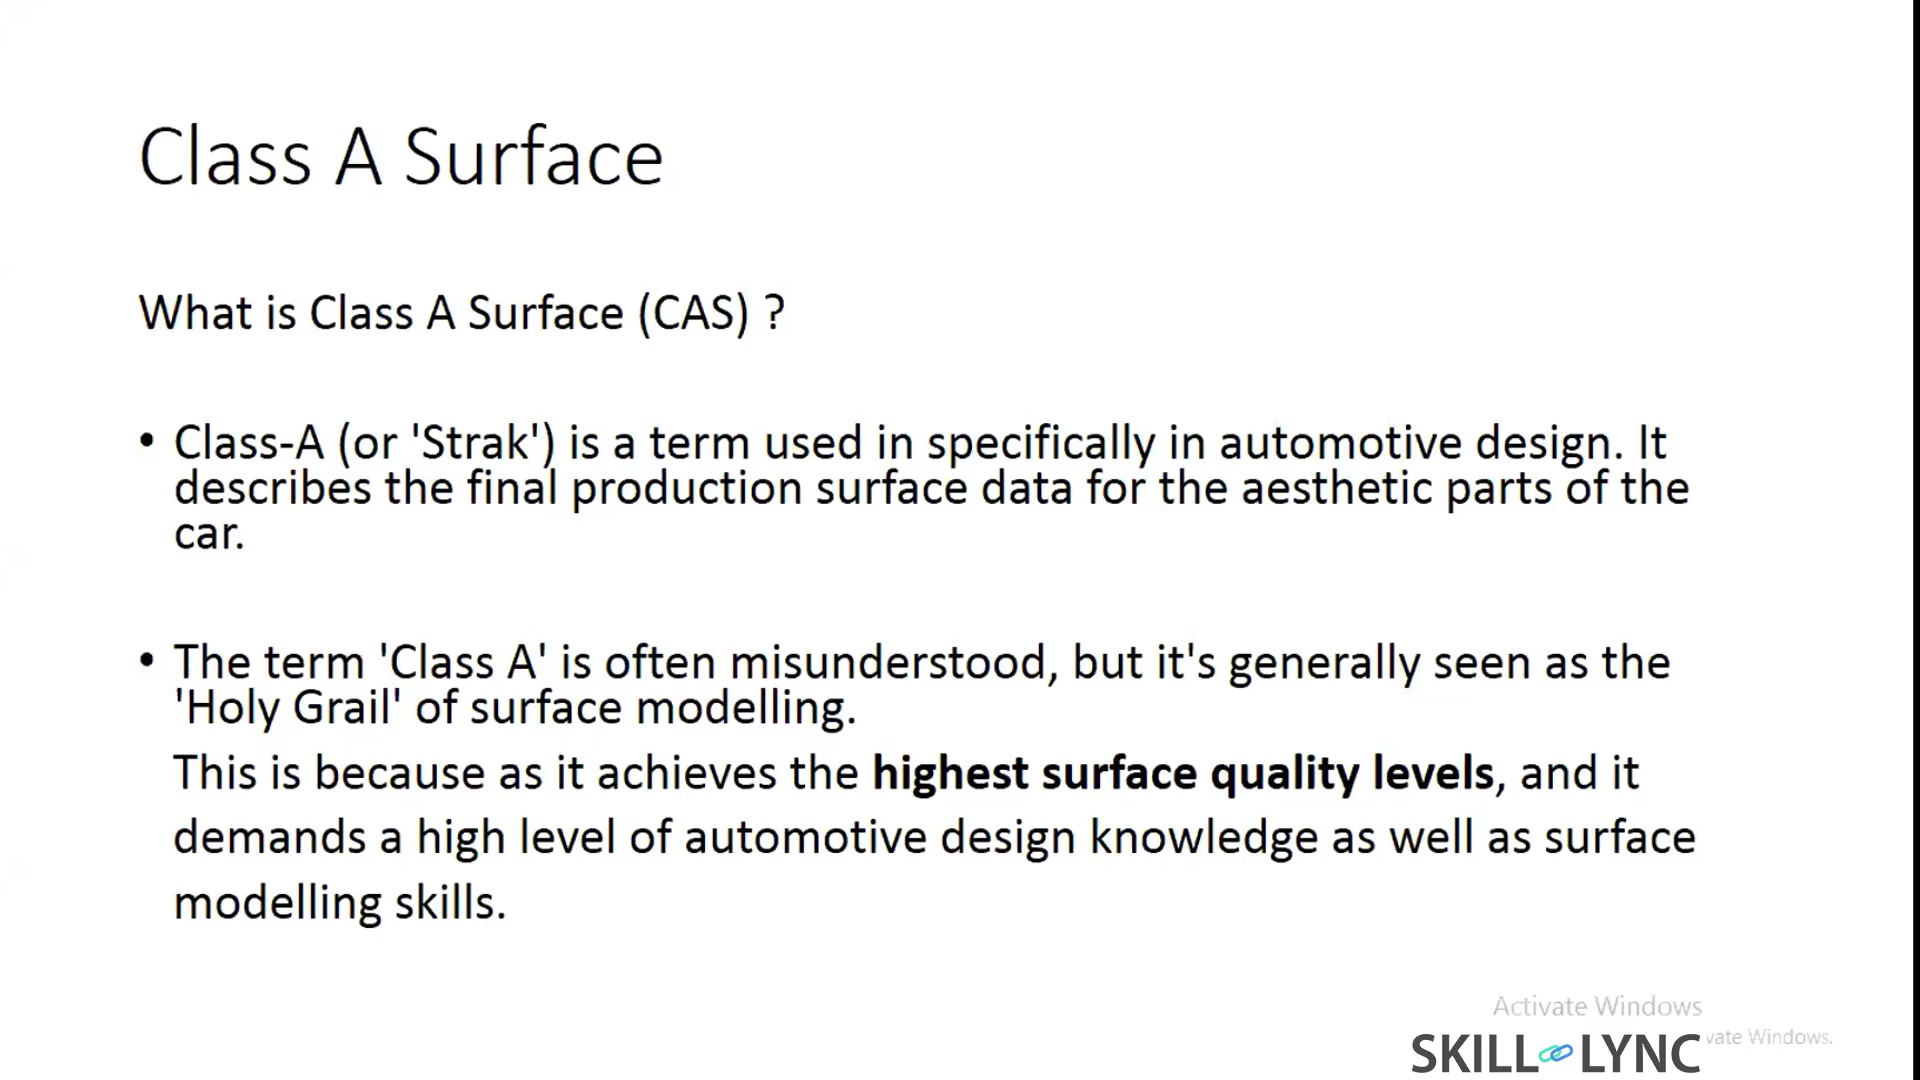 Class A Surface
What is Class A Surface (CAS) ?
• Class-A (or 'Strak') is a term used in specifically in automotive design. It
describes the final production surface data for the aesthetic parts of the
car.
• The term 'Class A' is often misunderstood, but it's generally seen as the
'Holy Grail' of surface modelling.
This is because as it achieves the highest surface quality levels, and it
demands a high level of automotive design knowledge as well as surface
modelling skills.
Activate Windows
SKILL LYNC
vate Windows.